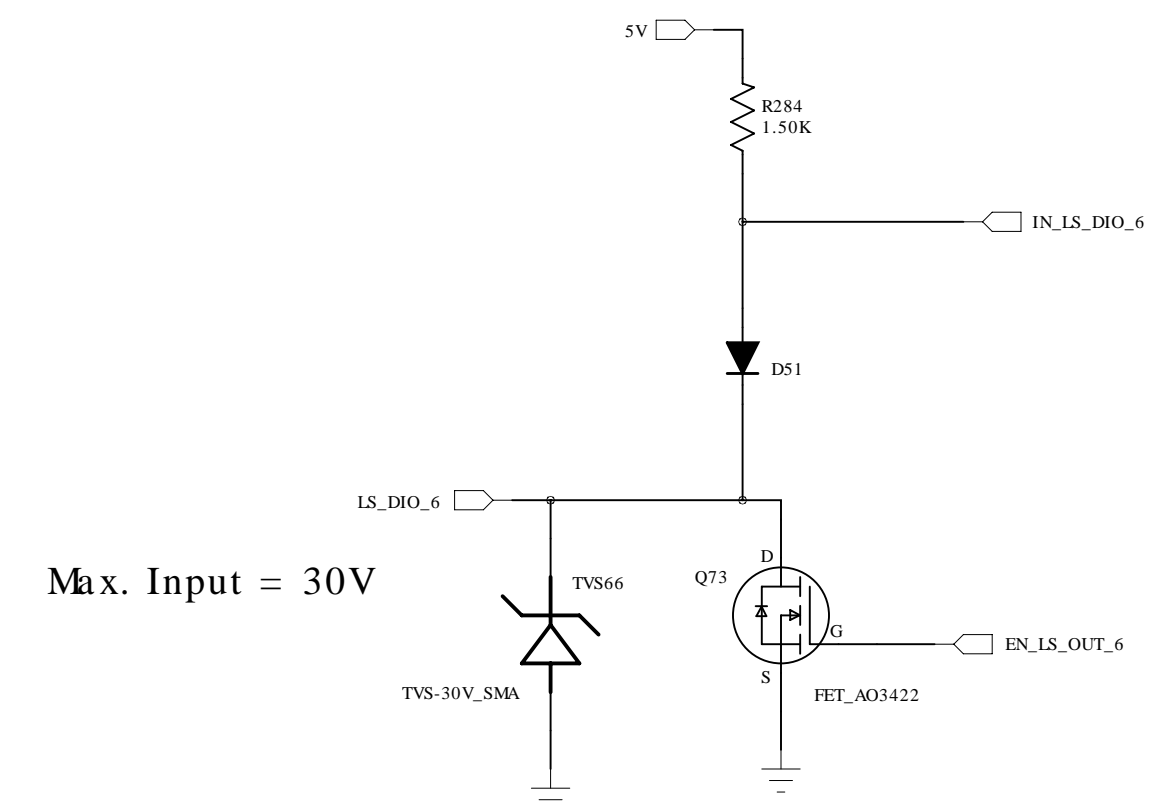 5V
R284
1.50K
IN_LS_DIO_6
D51
LS_DIO_6
D
Max. Input = 30V
TVS66
Q73
G
EN_LS_OUT_6
S
TVS-30V_SMA
FET_AO3422